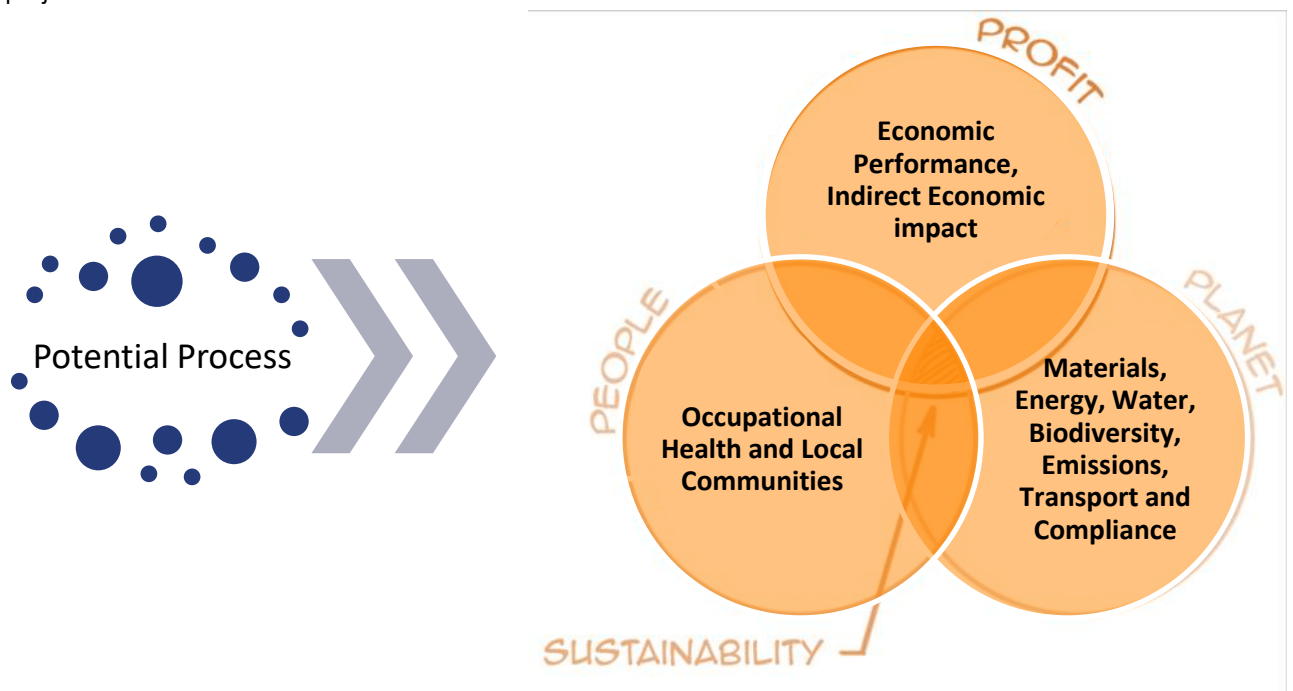 Potential Process
PROFIT
Economic
Performance,
Indirect Economic
impact
PEOPLE
Occupational
Health and Local
Communities
PLANET
Materials,
Energy, Water,
Biodiversity,
Emissions,
Transport and
Compliance
SUSTAINABILITY